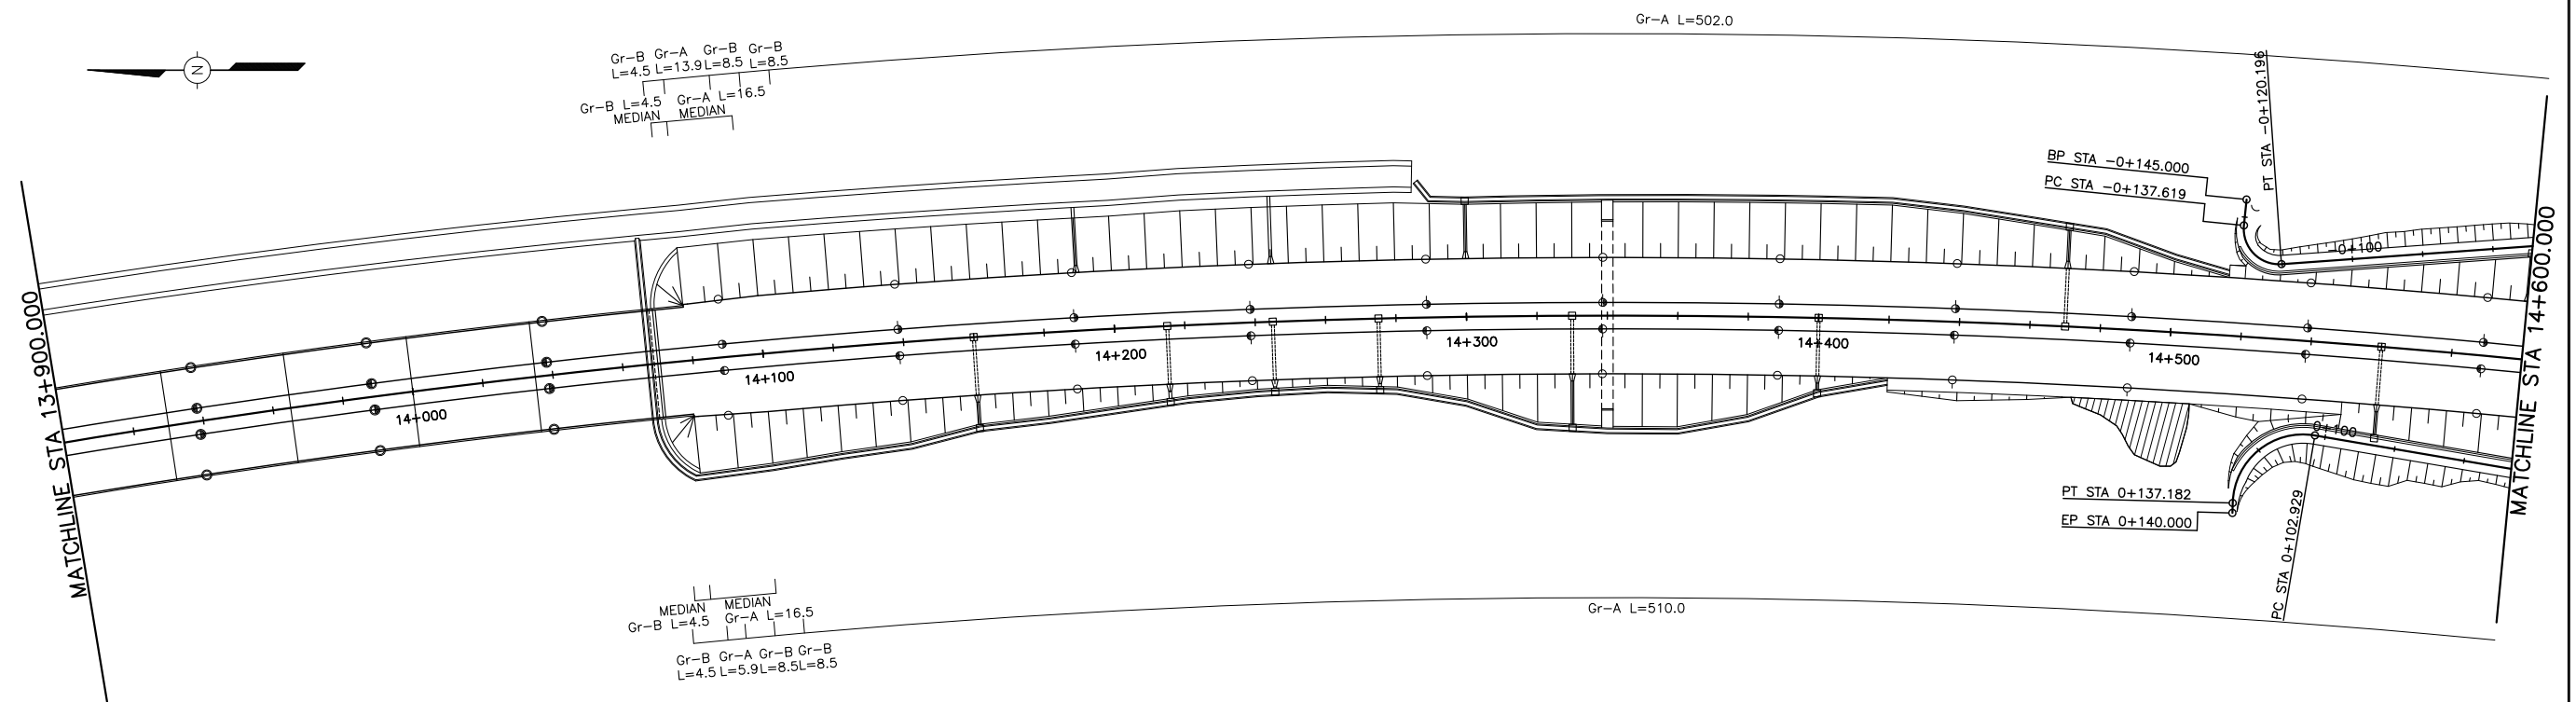 Gr-A L=502.0
Gr-B Gr-A Gr-B Gr-B
L=4.5 L=13.9 L=8.5 L=8.5
Gr-B L=4.5 Gr-A L=16.5
MEDIAN MEDIAN
N
PT STA -0+120.196
BP STA -0+145.000
PC STA -0+137.619
-0+100
MATCHLINE STA 13+900.000
14+000
14+100
14+200
14+300
14+400
14+500
MATCHLINE STA 14+600.000
0+100
PT STA 0+137.182
EP STA 0+140.000
PC STA 0+102.929
MEDIAN MEDIAN
Gr-B L=4.5 Gr-A L=16.5
Gr-A L=510.0
Gr-B Gr-A Gr-B Gr-B
L=4.5 L=5.9 L=8.5 L=8.5